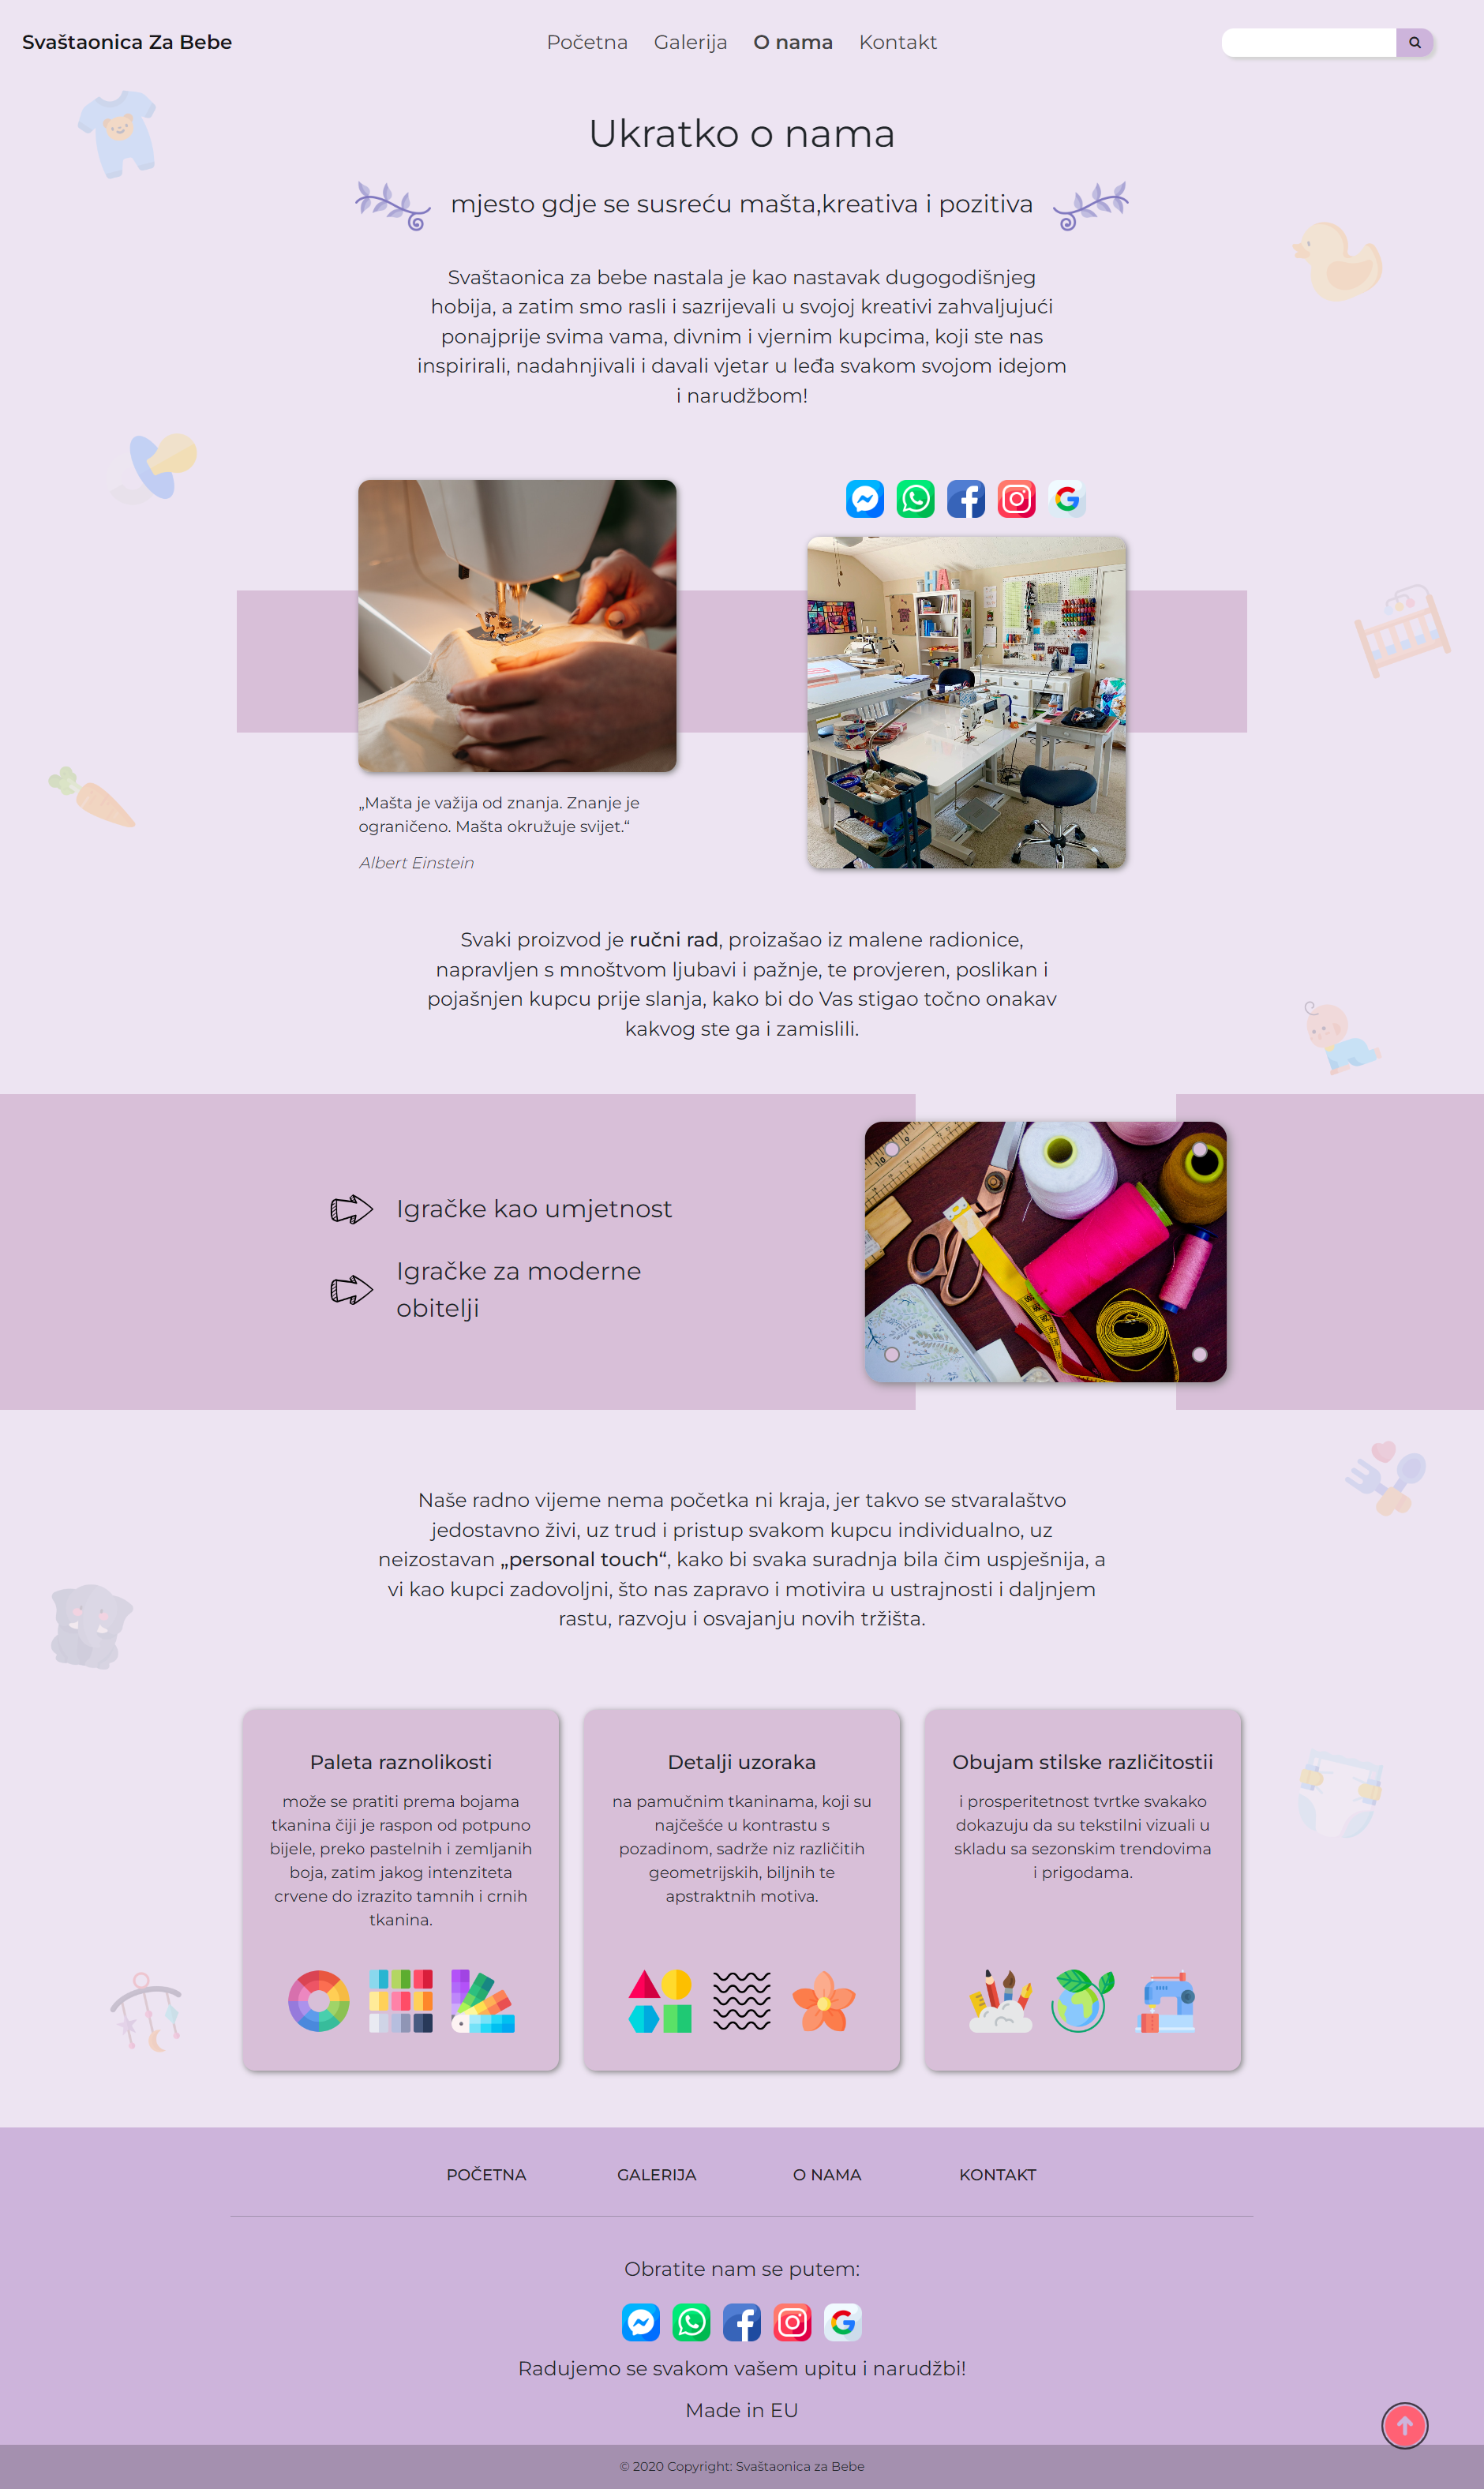 Svaštaonica Za Bebe
Početna Galerija O nama Kontakt
Ukratko o nama
mjesto gdje se susreću mašta,kreativa i pozitiva
Svaštaonica za bebe nastala je kao nastavak dugogodišnjeg
hobija, a zatim smo rasli i sazrijevali u svojoj kreativi zahvaljujući
ponajprije svima vama, divnim i vjernim kupcima, koji ste nas
inspirirali, nadahnjivali i davali vjetar u leđa svakom svojom idejom
i narudžbom!
HA
„Mašta je važija od znanja. Znanje je
ograničeno. Mašta okružuje svijet.“
Albert Einstein
Svaki proizvod je ručni rad, proizašao iz malene radionice,
napravljen s mnoštvom ljubavi i pažnje, te provjeren, poslikan i
pojašnjen kupcu prije slanja, kako bi do Vas stigao točno onakav
kakvog ste ga i zamislili.
Igračke kao umjetnost
Igračke za moderne
obitelji
Naše radno vijeme nema početka ni kraja, jer takvo se stvaralaštvo
jedostavno živi, uz trud i pristup svakom kupcu individualno, uz
neizostavan „personal touch“, kako bi svaka suradnja bila čim uspješnija, a
vi kao kupci zadovoljni, što nas zapravo i motivira u ustrajnosti i daljnjem
rastu, razvoju i osvajanju novih tržišta.
Paleta raznolikosti
može se pratiti prema bojama
tkanina čiji je raspon od potpuno
bijele, preko pastelnih i zemljanih
boja, zatim jakog intenziteta
crvene do izrazito tamnih i crnih
tkanina.
Detalji uzoraka
na pamučnim tkaninama, koji su
najčešće u kontrastu s
pozadinom, sadrže niz različitih
geometrijskih, biljnih te
apstraktnih motiva.
Obujam stilske različitostii
i prosperitetnost tvrtke svakako
dokazuju da su tekstilni vizuali u
skladu sa sezonskim trendovima
i prigodama.
POČETNA GALERIJA O NAMA KONTAKT
Obratite nam se putem:
Radujemo se svakom vašem upitu i narudžbi!
Made in EU
© 2020 Copyright: Svaštaonica za Bebe